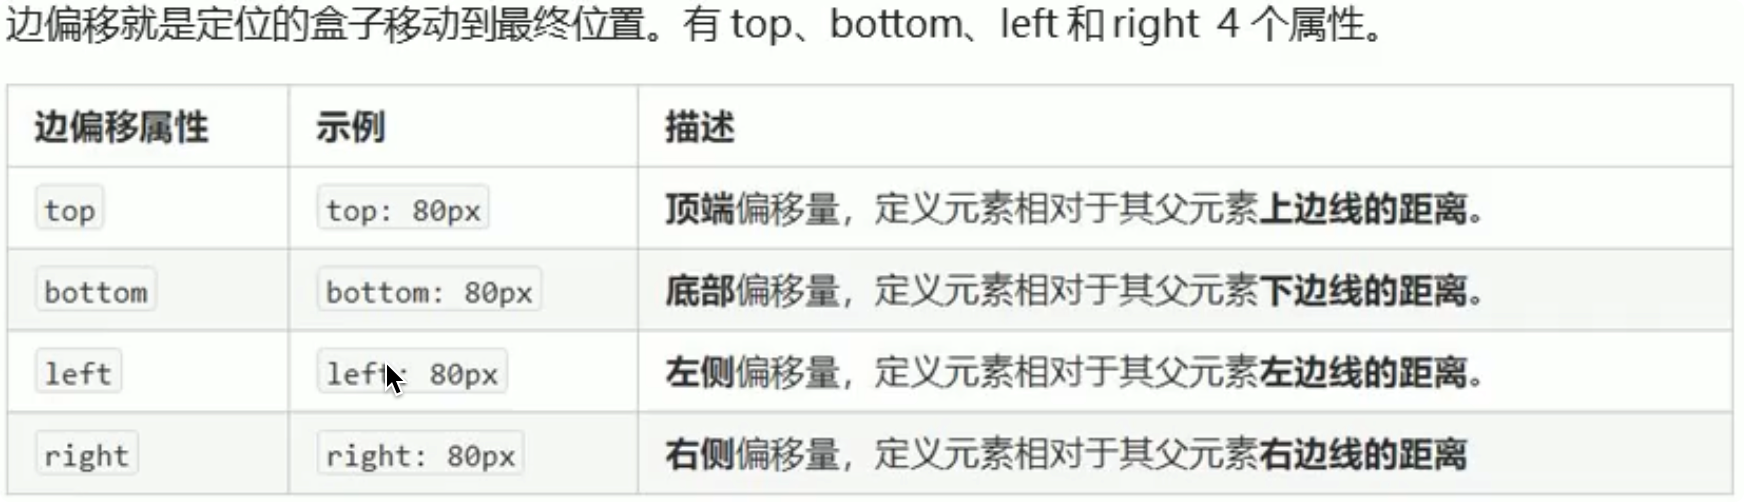 边偏移就是定位的盒子移动到最终位置。有 top、bottom、left 和 right 4 个属性。
边偏移属性 示例 描述
top top: 80px 顶端偏移量，定义元素相对于其父元素上边线的距离。
bottom bottom: 80px 底部偏移量，定义元素相对于其父元素下边线的距离。
left left: 80px 左侧偏移量，定义元素相对于其父元素左边线的距离。
right right: 80px 右侧偏移量，定义元素相对于其父元素右边线的距离